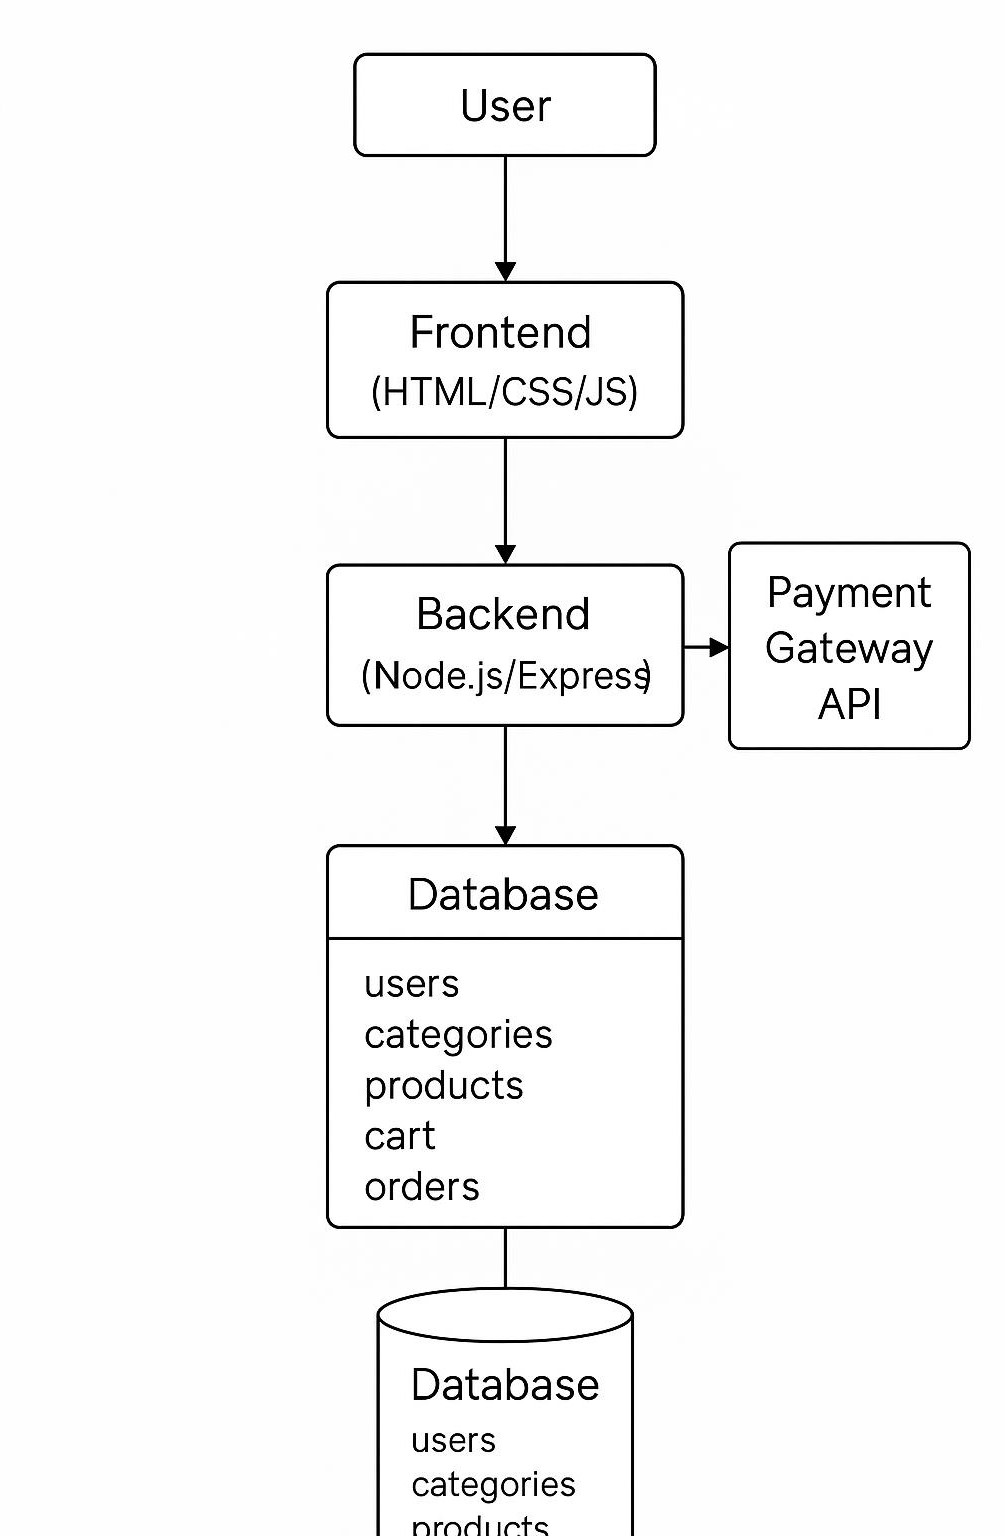 User
Frontend
(HTML/CSS/JS)
Backend
(Node.js/Express)
Payment
Gateway
API
Database
users
categories
products
cart
orders
Database
users
categories
products